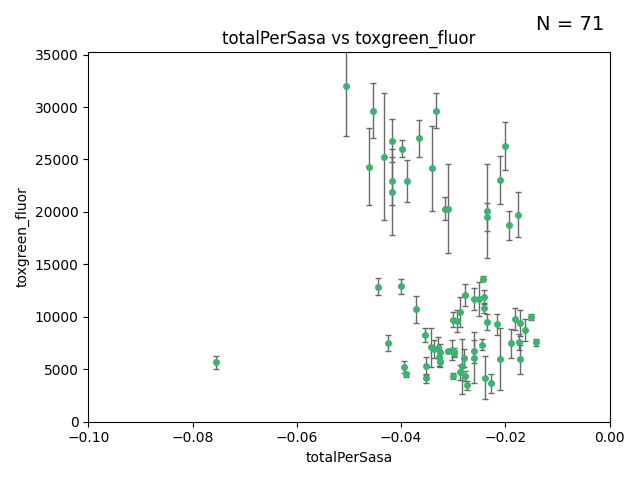 N = 71
totalPerSasa vs toxgreen_fluor
35000
30000
25000
20000
15000
10000
5000
0
toxgreen_fluor
−0.10 −0.08 −0.06 −0.04 −0.02 0.00
totalPerSasa